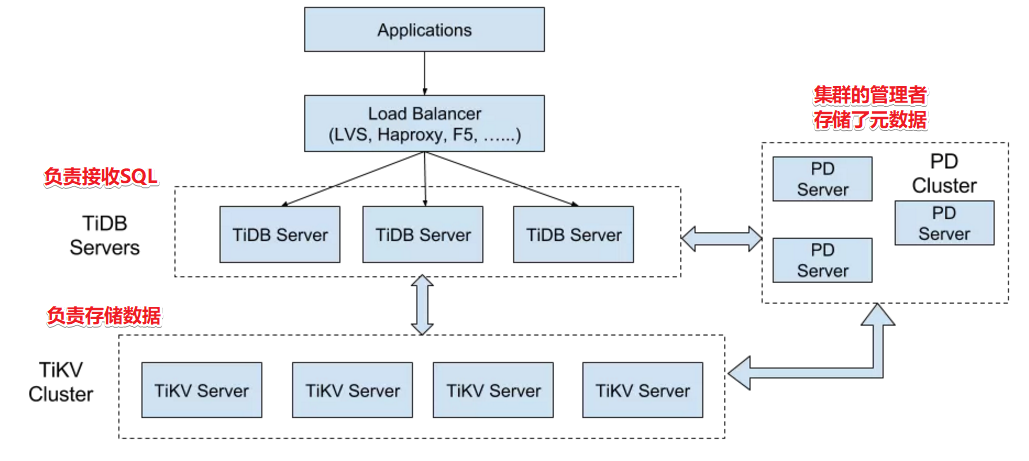 Applications
Load Balancer
(LVS, Haproxy, F5, …...)
集群的管理者
存储了元数据
负责接收SQL
TiDB
Servers
TiDB Server
TiDB Server
TiDB Server
PD
Cluster
PD
Server
PD
Server
PD
Server
负责存储数据
TiKV
Cluster
TiKV Server
TiKV Server
TiKV Server
TiKV Server